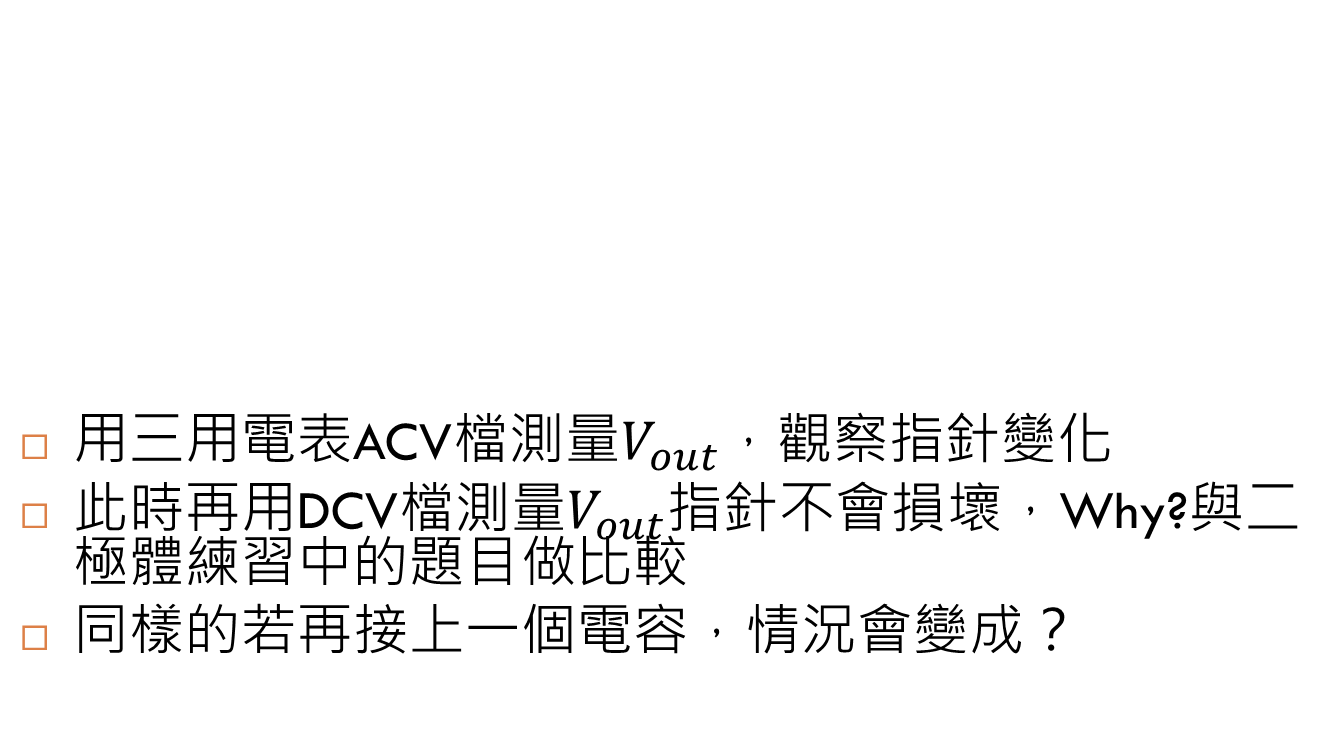 用三用電表ACV檔測量Vout，觀察指針變化
此時再用DCV檔測量Vout指針不會損壞，Why?與二
極體練習中的題目做比較
同樣的若再接上一個電容，情況會變成？